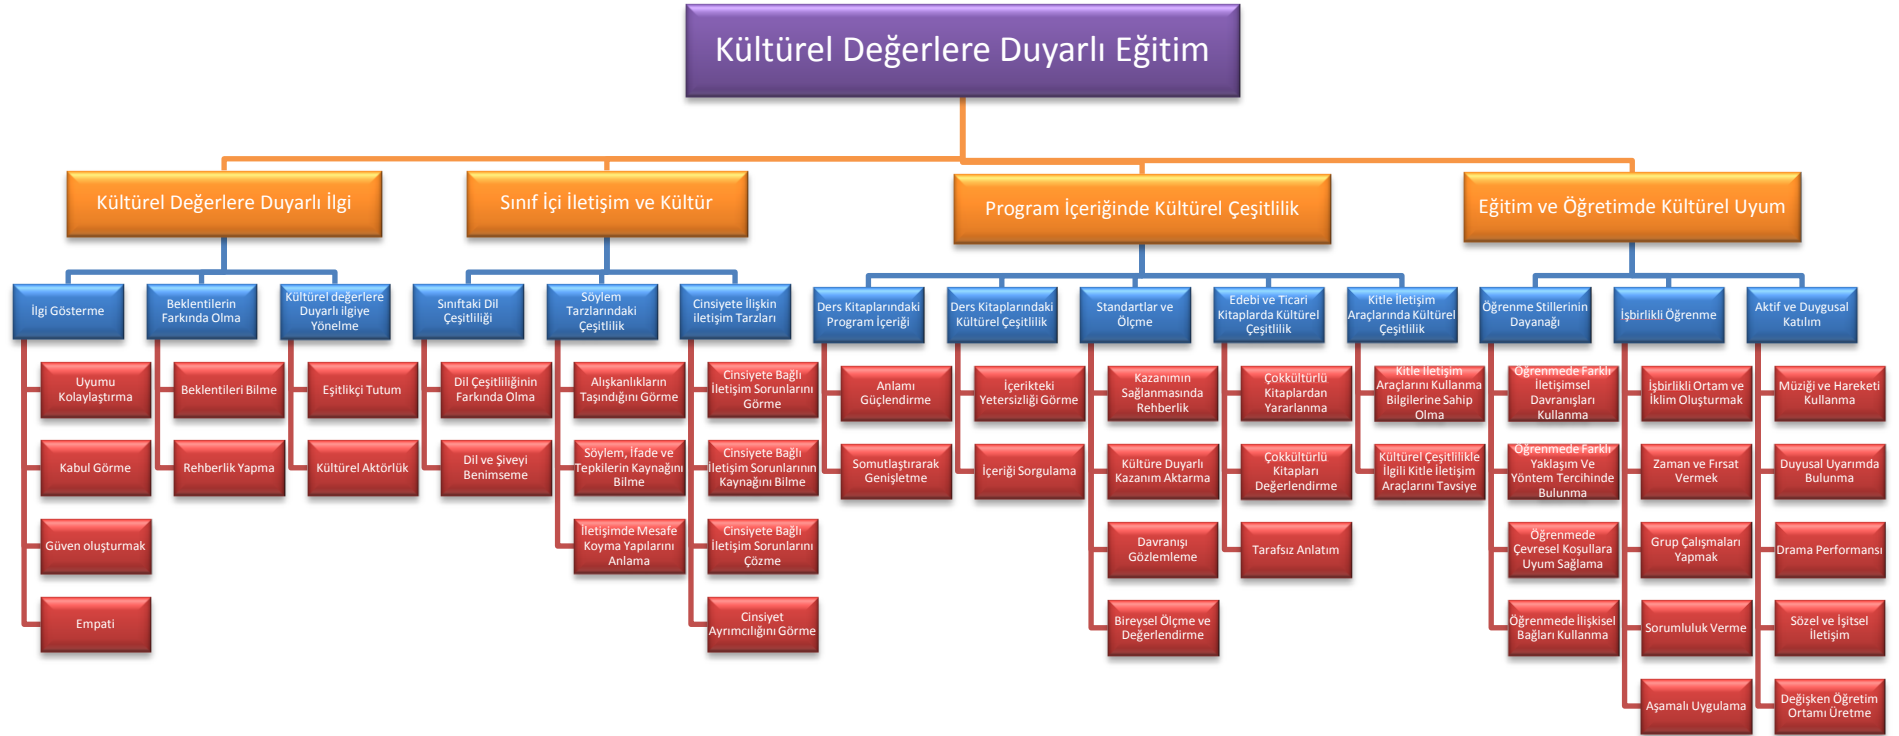 Kültürel Değerlere Duyarlı Eğitim
Kültürel Değerlere Duyarlı İlgi
Sınıf İçi İletişim ve Kültür
Program İçeriğinde Kültürel Çeşitlilik
Eğitim ve Öğretimde Kültürel Uyum
İlgi Gösterme
Uyumu
Kolaylaştırma
Kabul Görme
Güven oluşturmak
Empati
Beklentilerin
Farkında Olma
Beklentileri Bilme
Rehberlik Yapma
Kültürel değerlere
Duyarlı ilgiye
Yönelme
Eşitlikçi Tutum
Kültürel Aktörlük
Sınıftaki Dil
Çeşitliliği
Dil Çeşitliliğinin
Farkında Olma
Dil ve Şiveyi
Benimseme
Söylem
Tarzlarındaki
Çeşitlilik
Alışkanlıkların
Taşındığını Görme
Söylem, İfade ve
Tepkilerin Kaynağını
Bilme
İletişimde Mesafe
Koyma Yapılarını
Anlama
Cinsiyete İlişkin
iletişim Tarzları
Cinsiyete Bağlı
İletişim Sorunlarını
Görme
Cinsiyete Bağlı
İletişim Sorunlarının
Kaynağını Bilme
Cinsiyete Bağlı
İletişim Sorunlarını
Çözme
Cinsiyet
Ayrımcılığını Görme
Ders Kitaplarındaki
Program İçeriği
Anlamı
Güçlendirme
Somutlaştırarak
Genişletme
Ders Kitaplarındaki
Kültürel Çeşitlilik
İçerikteki
Yetersizliği Görme
İçeriği Sorgulama
Standartlar ve
Ölçme
Kazanımın
Sağlanmasında
Rehberlik
Kültüre Duyarlı
Kazanım Aktarma
Davranışı
Gözlemleme
Bireysel Ölçme ve
Değerlendirme
Edebi ve Ticari
Kitaplarda Kültürel
Çeşitlilik
Çokkültürlü
Kitaplardan
Yararlanma
Çokkültürlü
Kitapları
Değerlendirme
Tarafsız Anlatım
Kitle İletişim
Araçlarında Kültürel
Çeşitlilik
Kitle İletişim
Araçlarını Kullanma
Bilgilerine Sahip
Olma
Kültürel Çeşitlilikle
İlgili Kitle İletişim
Araçlarını Tavsiye
Öğrenme Stillerinin
Dayanağı
Öğrenmede Farklı
İletişimsel
Davranışları
Kullanma
Öğrenmede Farklı
Yaklaşım Ve
Yöntem Tercihinde
Bulunma
Öğrenmede
Çevresel Koşullara
Uyum Sağlama
Öğrenmede İlişkisel
Bağları Kullanma
İşbirlikli Öğrenme
İşbirlikli Ortam ve
İklim Oluşturmak
Zaman ve Fırsat
Vermek
Grup Çalışmaları
Yapmak
Sorumluluk Verme
Aşamalı Uygulama
Aktif ve Duygusal
Katılım
Müziği ve Hareketi
Kullanma
Duyusal Uyarımda
Bulunma
Drama Performansı
Sözel ve İşitsel
İletişim
Değişken Öğretim
Ortamı Üretme